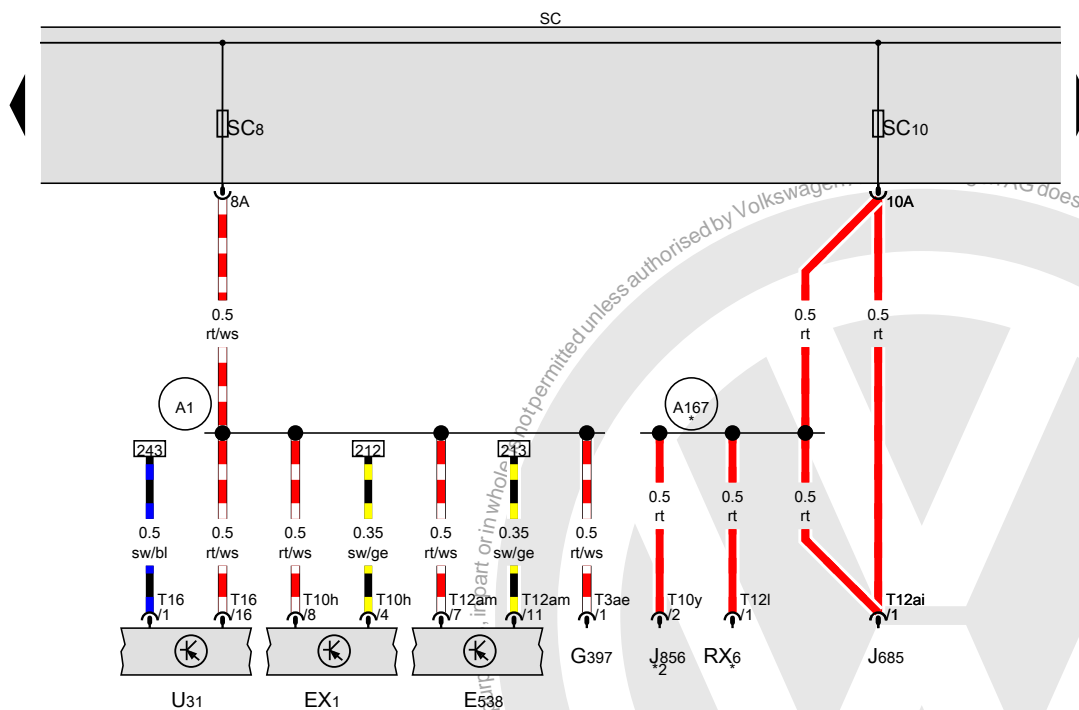 SC
SC8
SC10
8A
10A
0.5
rt/ws
0.5
rt
0.5
rt
A1
A167
*
243
212
213
0.5
sw/bl
0.5
rt/ws
0.5
rt/ws
0.35
sw/ge
0.5
rt/ws
0.35
sw/ge
0.5
rt/ws
0.5
rt
0.5
rt
0.5
rt
T16
/1
T16
/16
T10h
/8
T10h
/4
T12am
/7
T12am
/11
T3ae
/1
T10y
/2
T12l
/1
T12ai
/1
U31
EX1
E538
G397
J856
*2
RX6
*
J685
, in part or in whole, is not permitted unless authorised by Volkswagen
AG does